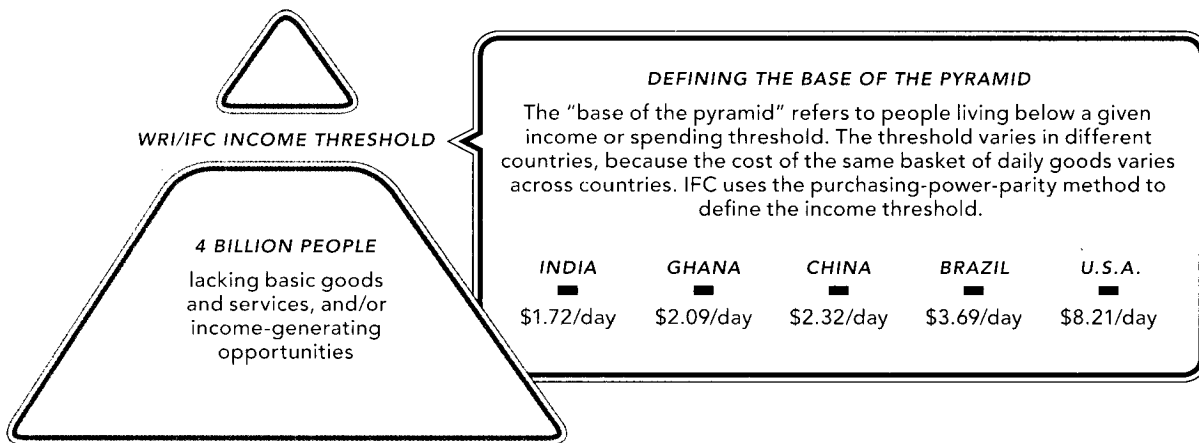 WRI/IFC INCOME THRESHOLD
4 BILLION PEOPLE
lacking basic goods
and services, and/or
income-generating
opportunities
DEFINING THE BASE OF THE PYRAMID
The “base of the pyramid” refers to people living below a given
income or spending threshold. The threshold varies in different
countries, because the cost of the same basket of daily goods varies
across countries. IFC uses the purchasing-power-parity method to
define the income threshold.
INDIA GHANA CHINA BRAZIL U.S.A.
$1.72/day $2.09/day $2.32/day $3.69/day $8.21/day